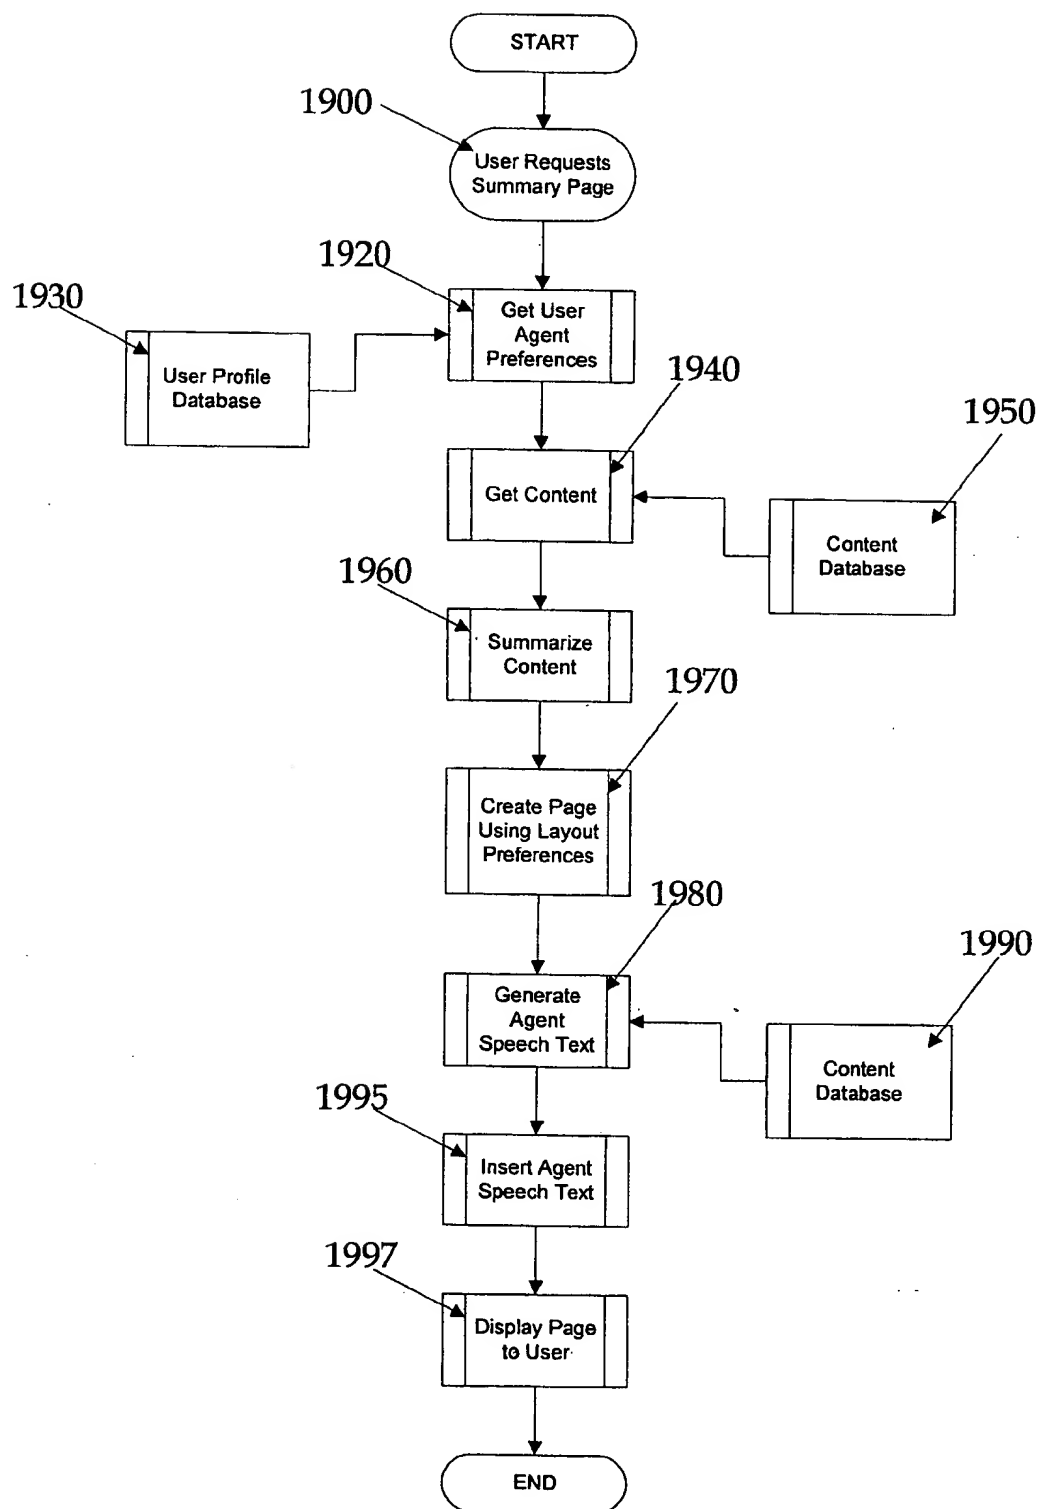 START
1900
User Requests
Summary Page
1920
1930
Get User
Agent
Preferences
User Profile
Database
1940
1950
Get Content
Content
Database
1960
Summarize
Content
1970
Create Page
Using Layout
Preferences
1980
1990
Generate
Agent
Speech Text
Content
Database
1995
Insert Agent
Speech Text
1997
Display Page
to User
END